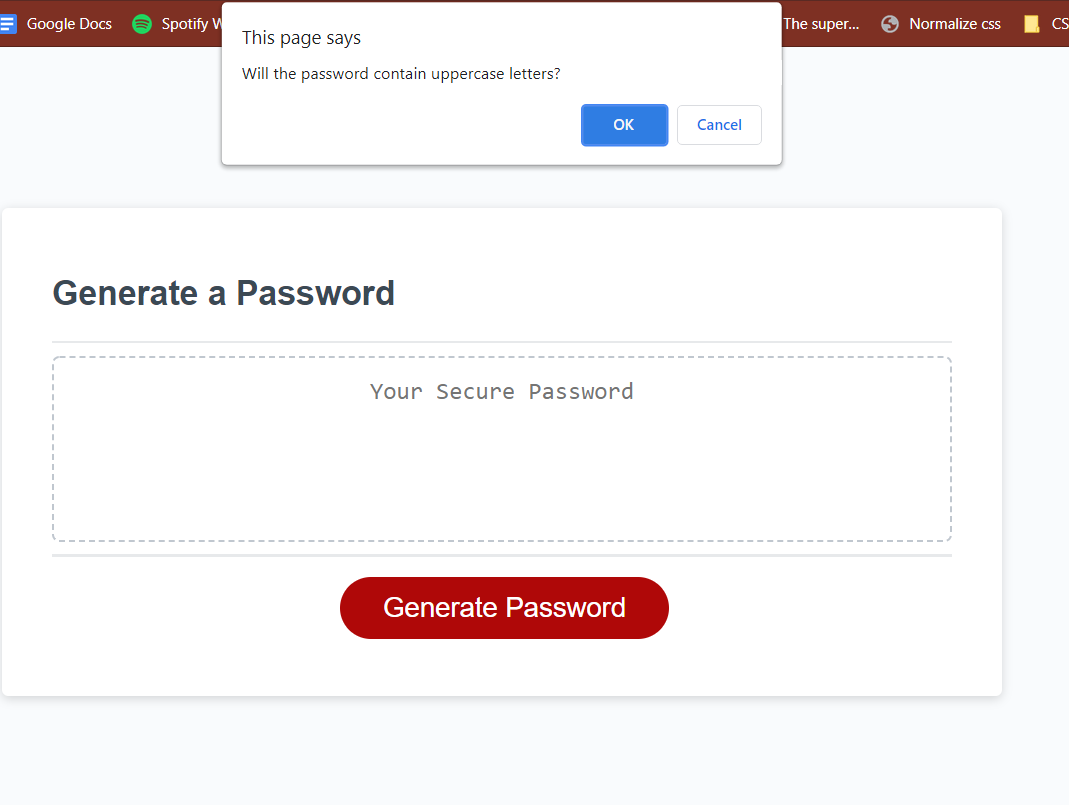 Google Docs Spotify The super... Normalize css CS
This page says
Will the password contain uppercase letters?
OK Cancel
Generate a Password
Your Secure Password
Generate Password